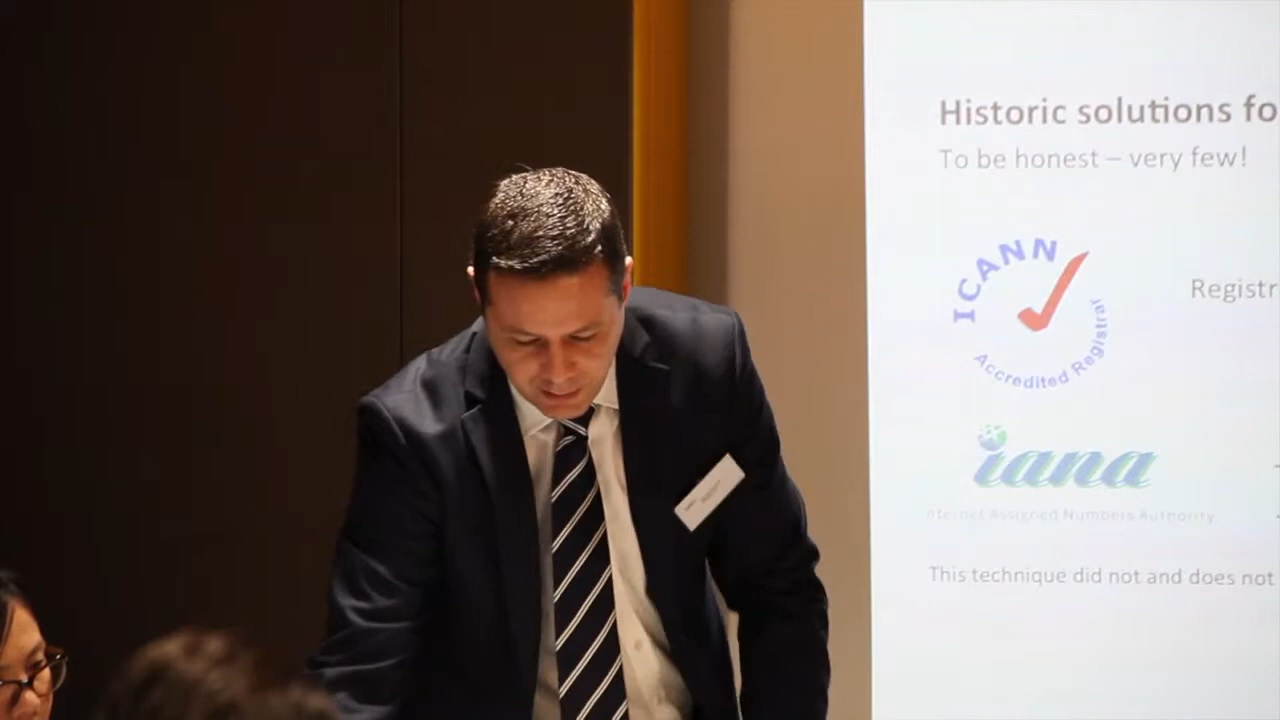 Historic solutions fo
To be honest – very few!
ICANN
Registr
Accredited Registrar
iana
nternet Assigned Numbers Authority
This technique did not and does not